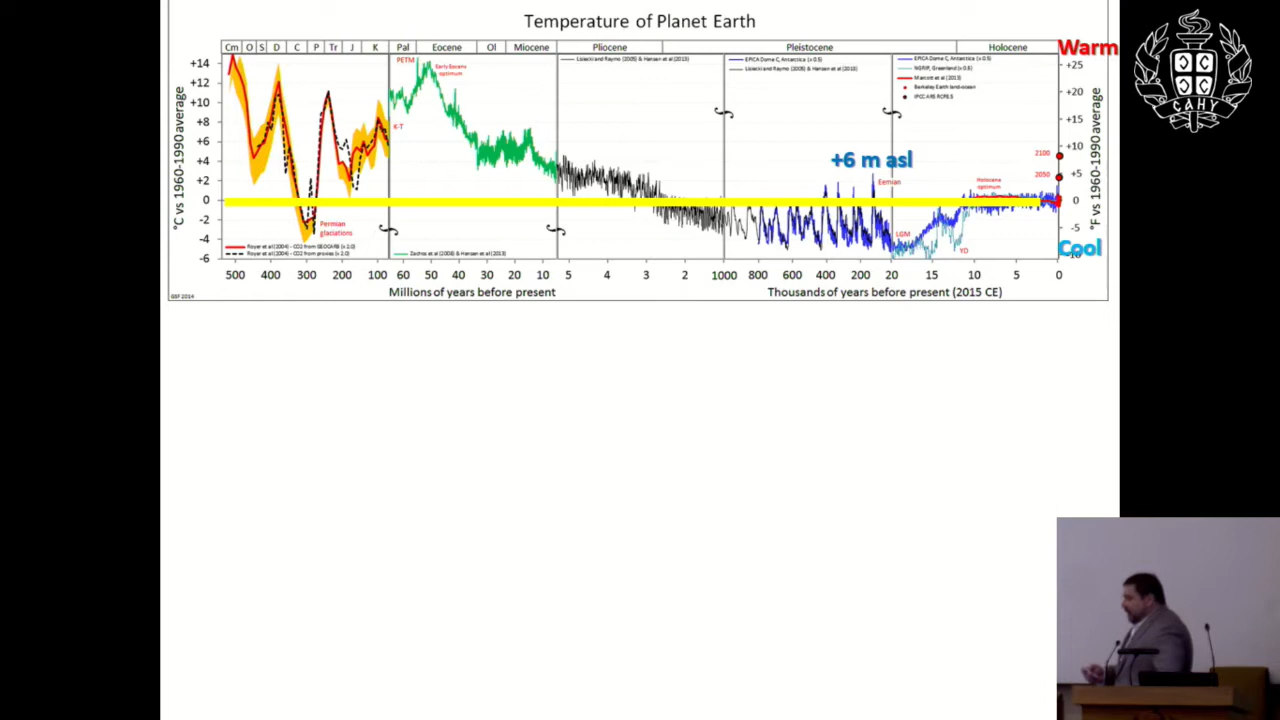 Temperature of Planet Earth
Cm O S D C P Tr J K Pal Eocene Ol Miocene Pliocene Pleistocene Holocene
Warm
+14
+12
+10
+8
+6
+4
+2
0
-2
-4
-6
°C vs 1960-1990 average
PETM
Early Eocene
optimum
K-T
Permian
glaciations
Royer et al (2004) - CO2 from GEOCARB (x 2.0)
Royer et al (2004) - CO2 from proxies (x 2.0)
Zachos et al (2008) & Hansen et al (2013)
Lisiecki and Raymo (2005) & Hansen et al (2013)
EPICA Dome C, Antarctica (x 0.5)
Lisiecki and Raymo (2005) & Hansen et al (2013)
EPICA Dome C, Antarctica (x 0.5)
NGRIP, Greenland (x 0.5)
Marcott et al (2013)
Berkeley Earth land-ocean
IPCC AR5 RCP8.5
+6 m asl
Eemian
LGM
YD
Holocene
optimum
2100
2050
+25
+20
+15
+10
+5
0
-5
-10
°F vs 1960-1990 average
Cool
500 400 300 200 100 60 50 40 30 20 10 5 4 3 2 1000 800 600 400 200 20 15 10 5 0
Millions of years before present
Thousands of years before present (2015 CE)
GSF 2014
CAHY